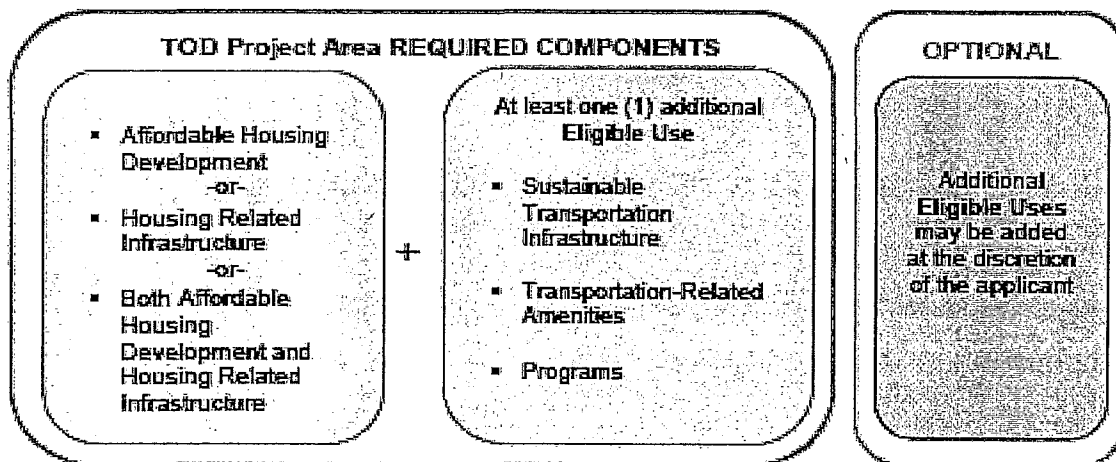 TOD Project Area REQUIRED COMPONENTS
▪ Affordable Housing
Development
-or-
▪ Housing Related
Infrastructure
-or-
▪ Both Affordable
Housing
Development and
Housing Related
Infrastructure
+
At least one (1) additional
Eligible Use
▪ Sustainable
Transportation
Infrastructure
▪ Transportation-Related
Amenities
▪ Programs
OPTIONAL
Additional
Eligible Uses
may be added
at the discretion
of the applicant